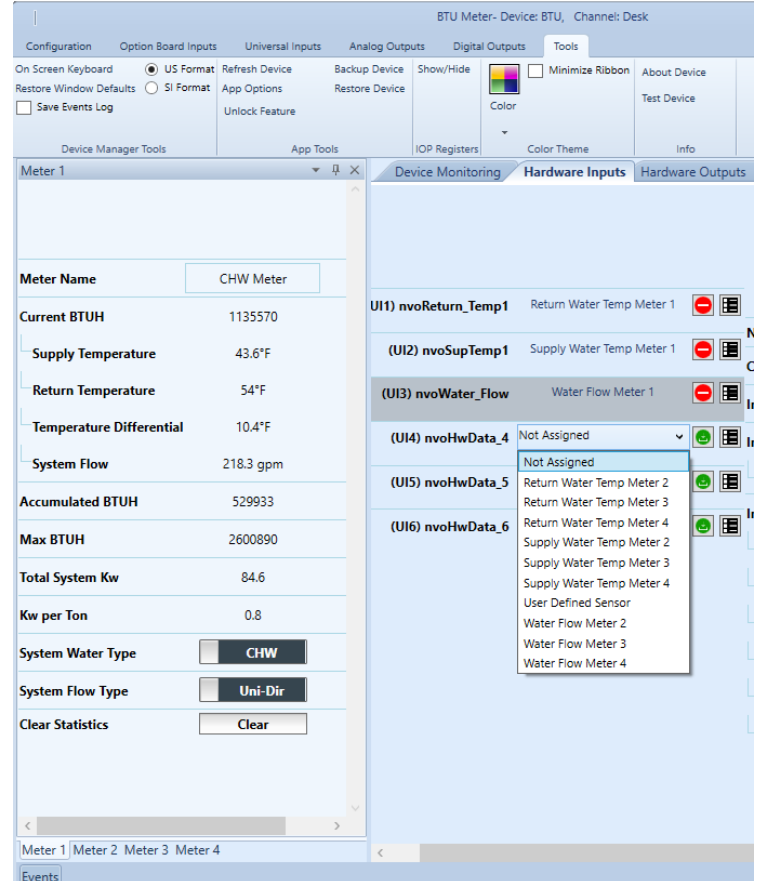 BTU Meter- Device: BTU, Channel: Desk
Configuration Option Board Inputs Universal Inputs Analog Outputs Digital Outputs Tools
On Screen Keyboard US Format Refresh Device Backup Device Show/Hide Minimize Ribbon About Device
Restore Window Defaults SI Format App Options Restore Device
Save Events Log Unlock Feature Color Test Device
Device Manager Tools App Tools IOP Registers Color Theme Info
Meter 1 Device Monitoring Hardware Inputs Hardware Outputs
Meter Name CHW Meter
Current BTUH 1135570
Supply Temperature 43.6°F
Return Temperature 54°F
Temperature Differential 10.4°F
System Flow 218.3 gpm
Accumulated BTUH 529933
Max BTUH 2600890
Total System Kw 84.6
Kw per Ton 0.8
System Water Type CHW
System Flow Type Uni-Dir
Clear Statistics Clear
Meter 1 Meter 2 Meter 3 Meter 4
Events
UI1) nvoReturn_Temp1 Return Water Temp Meter 1
(UI2) nvoSupTemp1 Supply Water Temp Meter 1
(UI3) nvoWater_Flow Water Flow Meter 1
(UI4) nvoHwData_4 Not Assigned
(UI5) nvoHwData_5
(UI6) nvoHwData_6
Not Assigned
Return Water Temp Meter 2
Return Water Temp Meter 3
Return Water Temp Meter 4
Supply Water Temp Meter 2
Supply Water Temp Meter 3
Supply Water Temp Meter 4
User Defined Sensor
Water Flow Meter 2
Water Flow Meter 3
Water Flow Meter 4